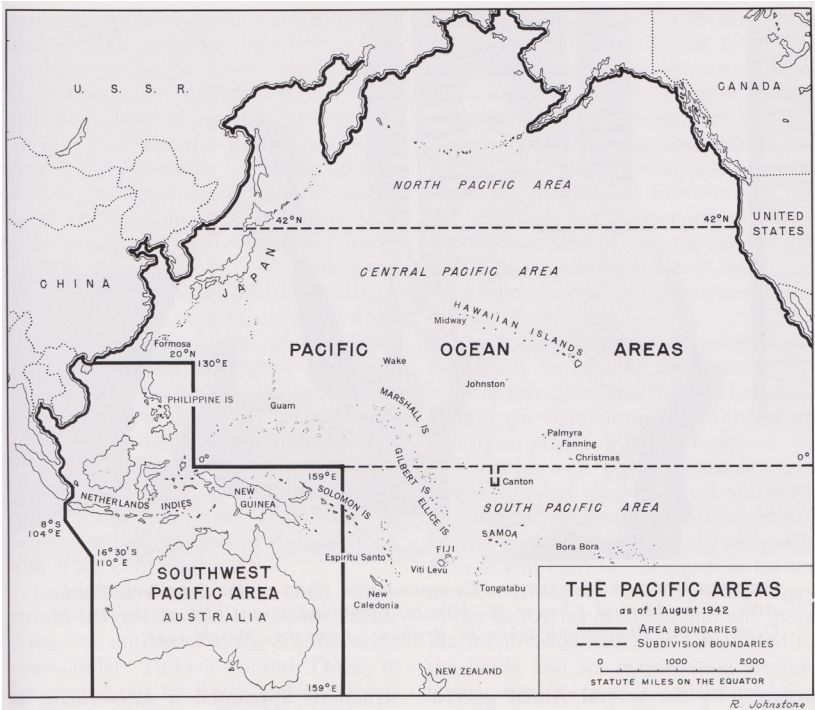 U. S. S. R.
CANADA
NORTH PACIFIC AREA
42°N
42°N
UNITED
STATES
CENTRAL PACIFIC AREA
JAPAN
CHINA
HAWAIIAN ISLANDS
Midway
Formosa
20°N
130°E
PACIFIC OCEAN AREAS
Wake
Johnston
PHILIPPINE IS
Guam
MARSHALL IS
Palmyra
Fanning
Christmas
0°
0°
159°E
Canton
GILBERT IS
ELLICE IS
NETHERLANDS INDIES
NEW
GUINEA
SOLOMON IS
SOUTH PACIFIC AREA
8°S
104°E
SAMOA
16°30'S
110°E
Espiritu Santo
FIJI
Viti Levu
Bora Bora
SOUTHWEST
PACIFIC AREA
AUSTRALIA
New
Caledonia
Tongatabu
THE PACIFIC AREAS
as of 1 August 1942
AREA BOUNDARIES
SUBDIVISION BOUNDARIES
0 1000 2000
STATUTE MILES ON THE EQUATOR
NEW ZEALAND
159°E
R. Johnstone